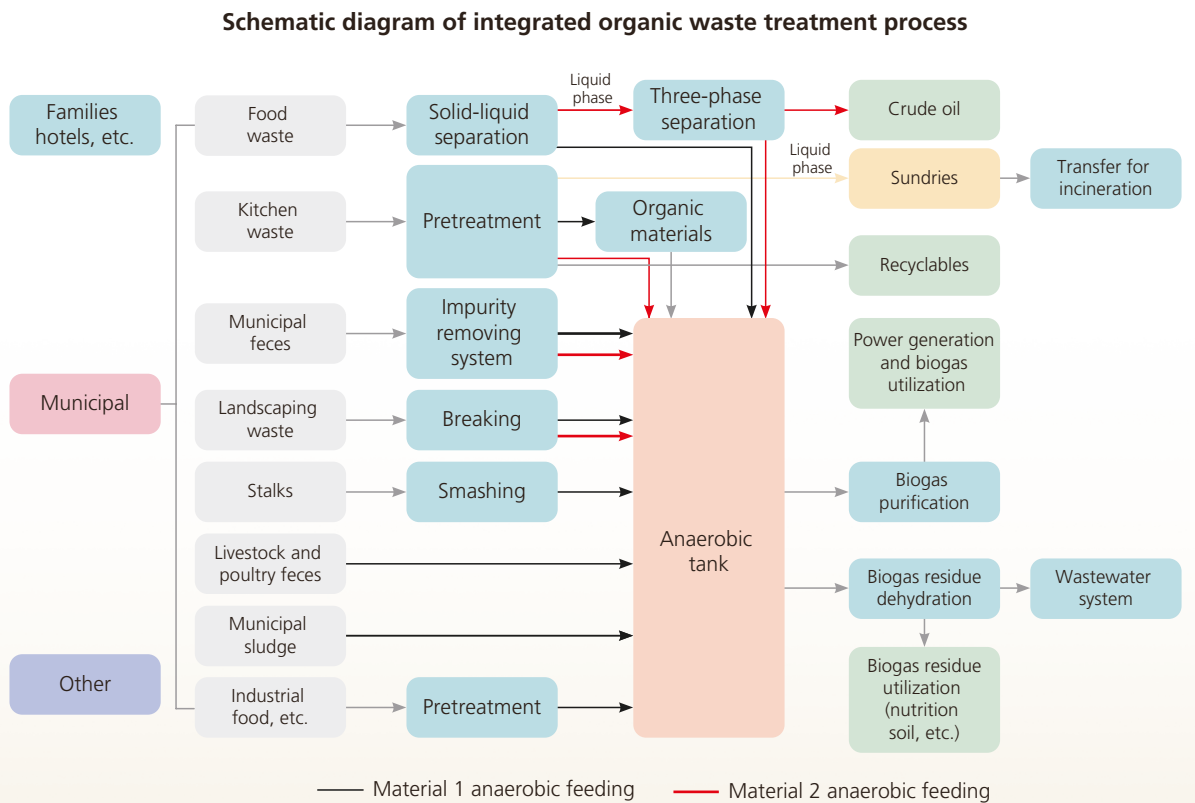 Schematic diagram of integrated organic waste treatment process
Families
hotels, etc.
Municipal
Other
Food
waste
Kitchen
waste
Municipal
feces
Landscaping
waste
Stalks
Livestock and
poultry feces
Municipal
sludge
Industrial
food, etc.
Solid-liquid
separation
Pretreatment
Impurity
removing
system
Breaking
Smashing
Pretreatment
Liquid
phase
Three-phase
separation
Organic
materials
Anaerobic
tank
Liquid
phase
Crude oil
Sundries
Transfer for
incineration
Recyclables
Power generation
and biogas
utilization
Biogas
purification
Biogas residue
dehydration
Wastewater
system
Biogas residue
utilization
(nutrition
soil, etc.)
Material 1 anaerobic feeding
Material 2 anaerobic feeding